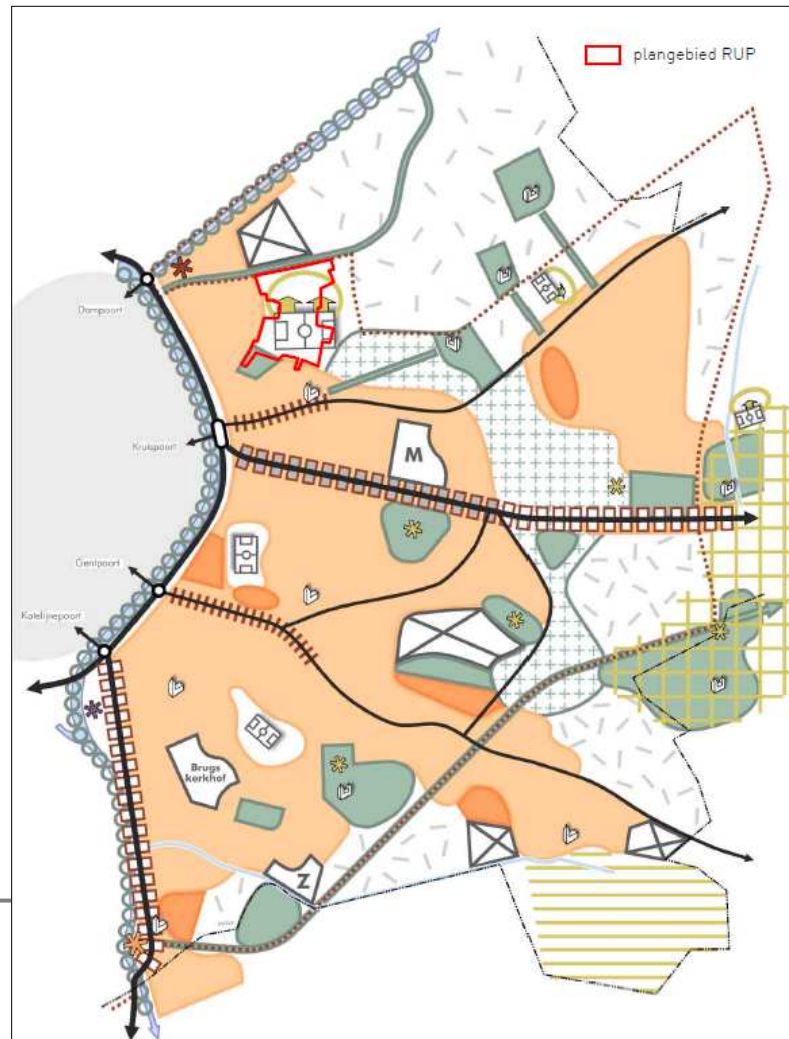 plangebied RUP
Dampoort
Kruispoort
M
Gentpoort
Katelijnepoort
Brugs
kerkhof
Z